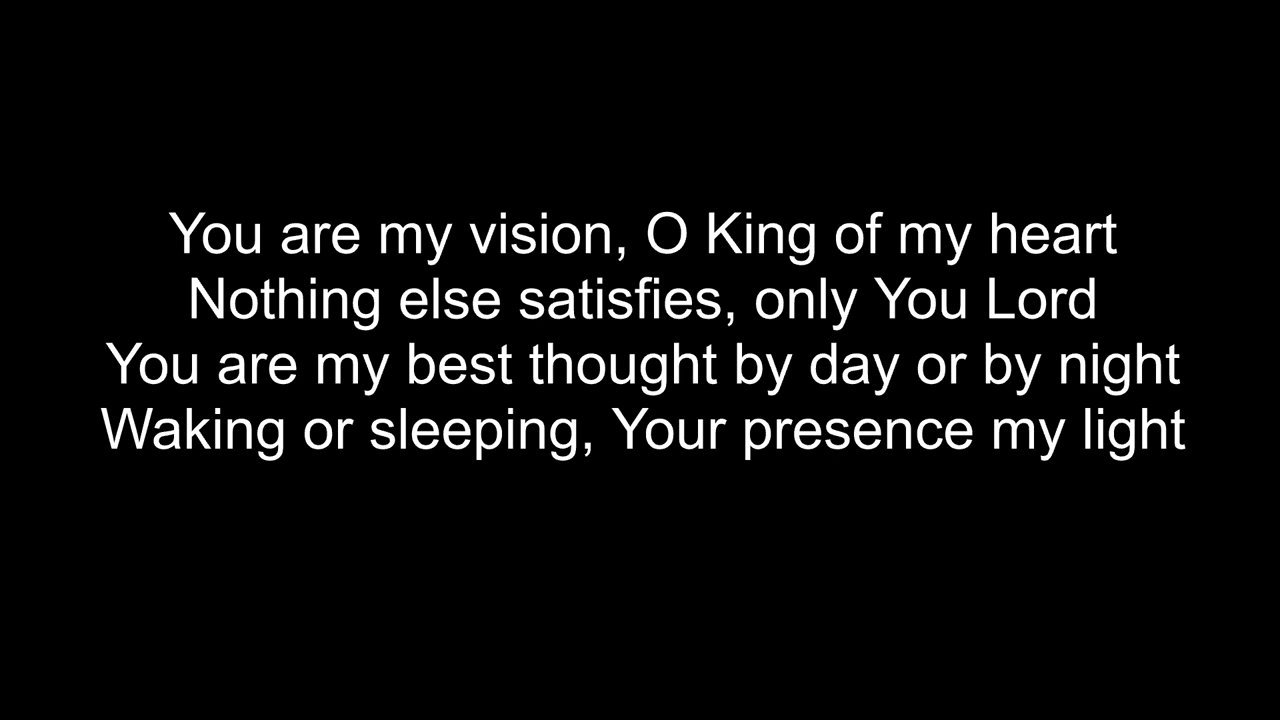 You are my vision, O King of my heart
Nothing else satisfies, only You Lord
You are my best thought by day or by night
Waking or sleeping, Your presence my light